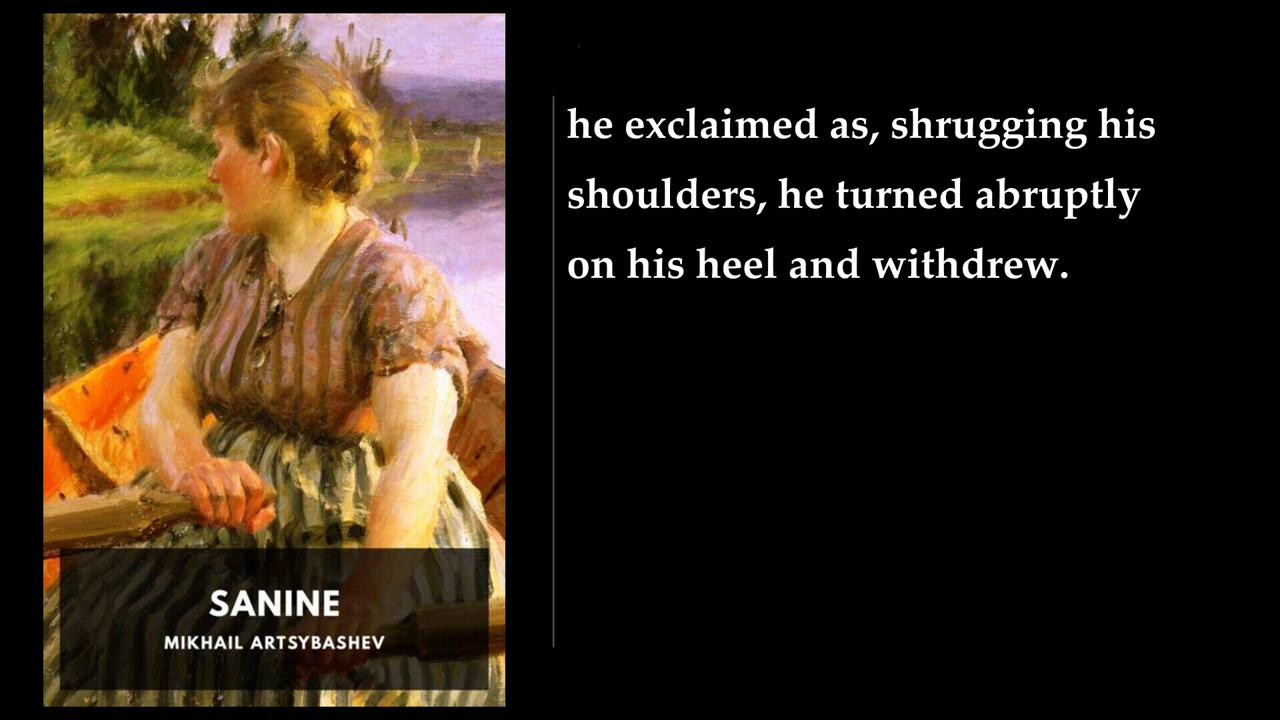 he exclaimed as, shrugging his
shoulders, he turned abruptly
on his heel and withdrew.
SANINE
MIKHAIL ARTSYBASHEV